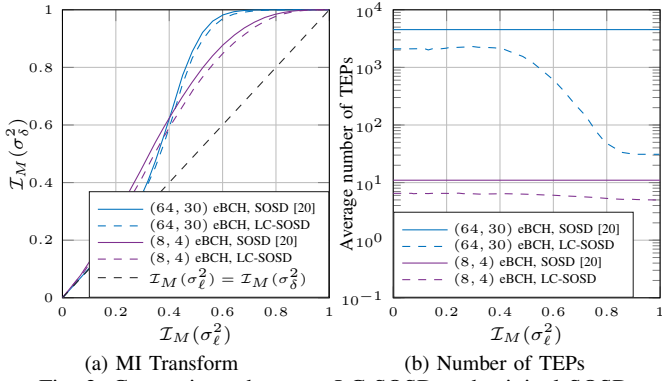 1
0.8
0.6
0.4
0.2
0
0 0.2 0.4 0.6 0.8 1
I_M(σ_δ^2)
I_M(σ_ℓ^2)
(64, 30) eBCH, SOSD [20]
(64, 30) eBCH, LC-SOSD
(8, 4) eBCH, SOSD [20]
(8, 4) eBCH, LC-SOSD
I_M(σ_ℓ^2) = I_M(σ_δ^2)
(a) MI Transform
10^4
10^3
10^2
10^1
10^0
10^−1
0 0.2 0.4 0.6 0.8 1
Average number of TEPs
I_M(σ_ℓ^2)
(64, 30) eBCH, SOSD [20]
(64, 30) eBCH, LC-SOSD
(8, 4) eBCH, SOSD [20]
(8, 4) eBCH, LC-SOSD
(b) Number of TEPs